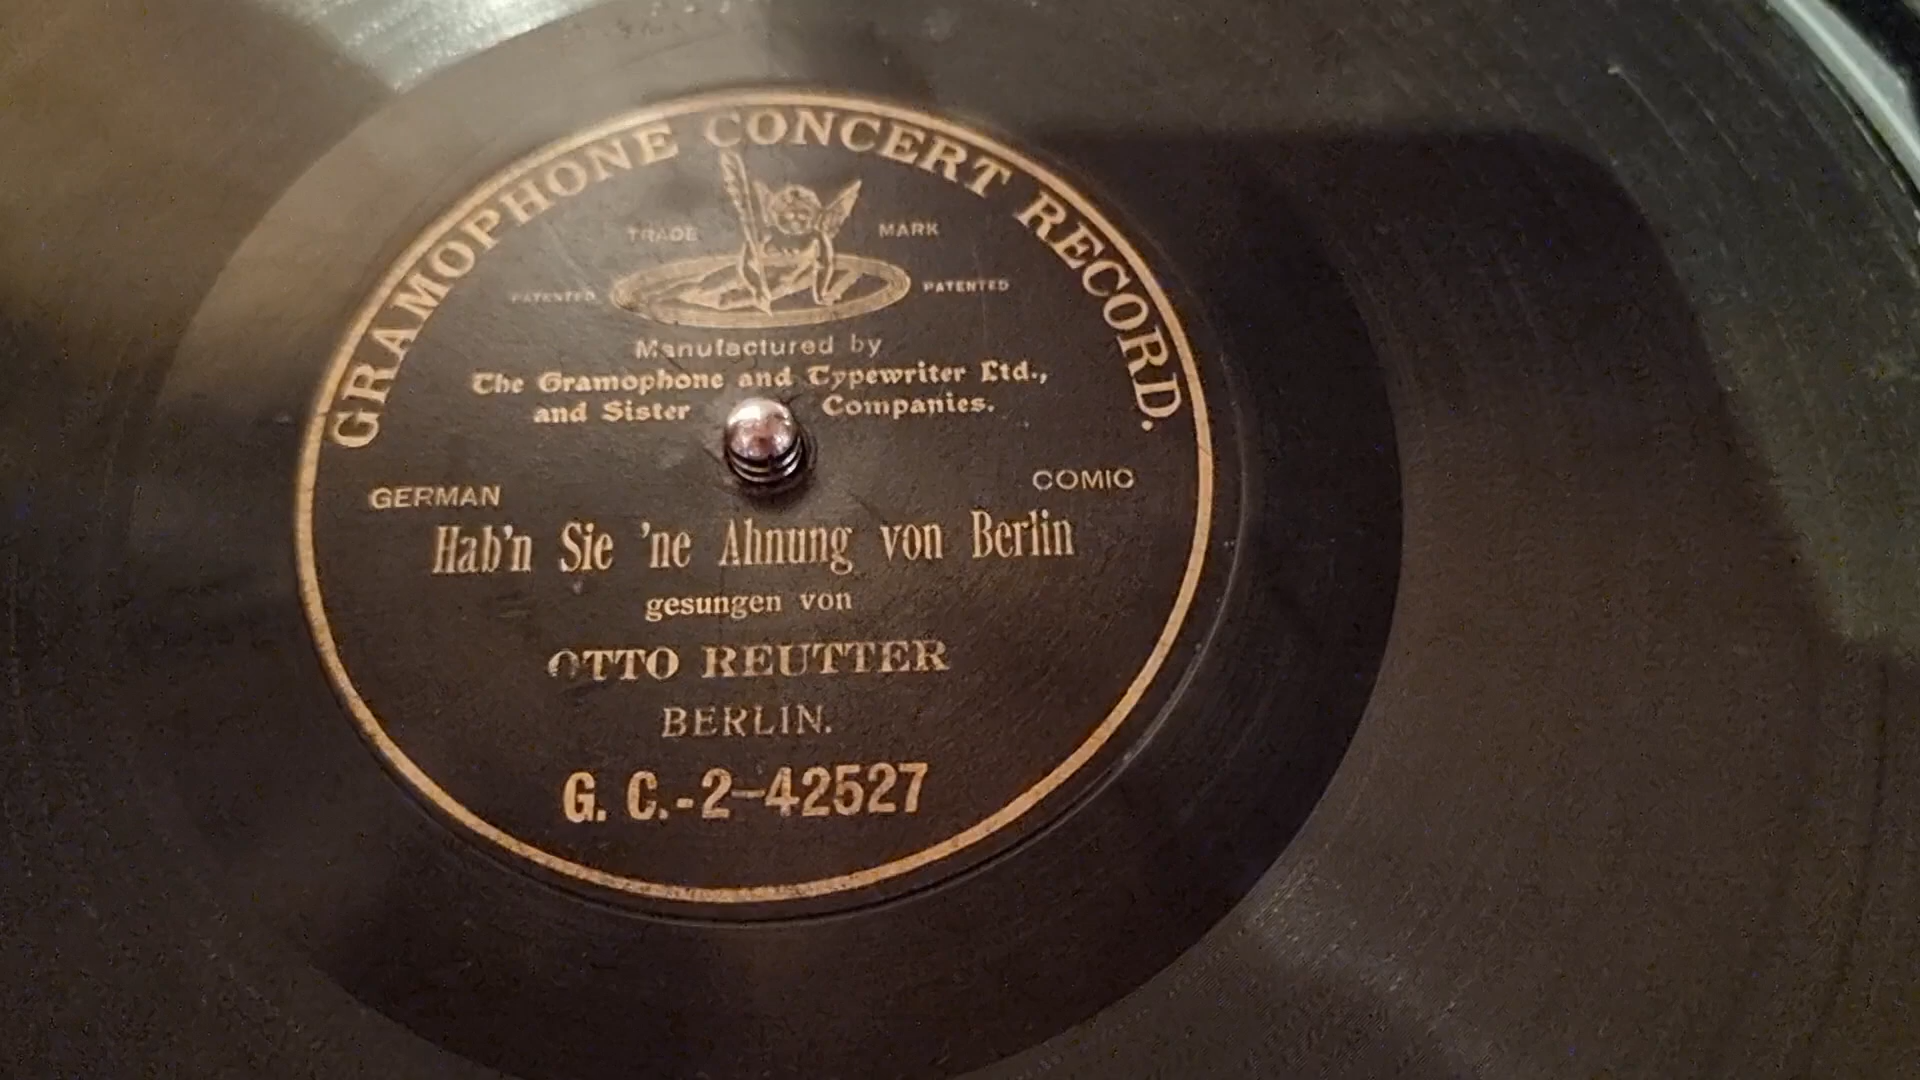 GRAMOPHONE CONCERT RECORD.
TRADE MARK
PATENTED PATENTED
Manufactured by
The Gramophone and Typewriter Ltd.,
and Sister Companies.
GERMAN COMIC
Hab'n Sie 'ne Ahnung von Berlin
gesungen von
OTTO REUTTER
BERLIN.
G. C.-2-42527